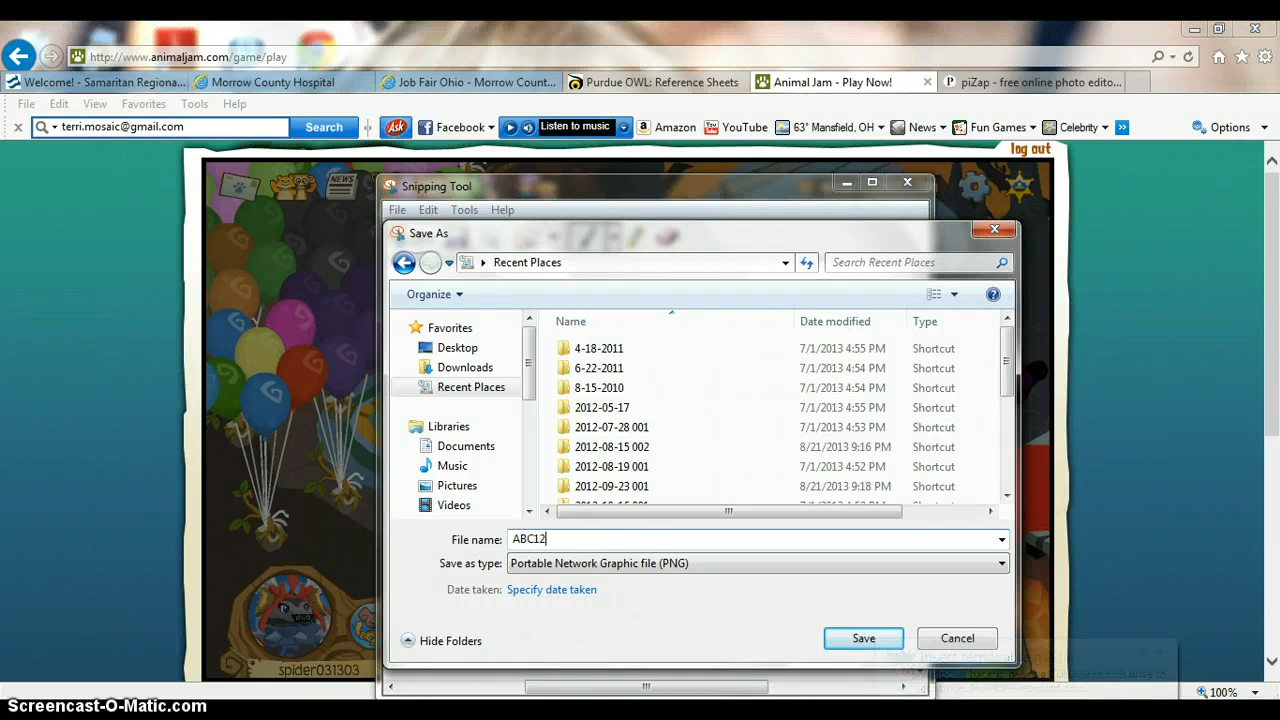 http://www.animaljam.com/game/play
Welcome! - Samaritan Regional... Morrow County Hospital Job Fair Ohio - Morrow Count... Purdue OWL: Reference Sheets Animal Jam - Play Now! piZap - free online photo edito...
File Edit View Favorites Tools Help
terri.mosaic@gmail.com Search Ask Facebook Listen to music Amazon YouTube 63° Mansfield, OH News Fun Games Celebrity Options
log out
NEWS
Snipping Tool
File Edit Tools Help
Save As
Recent Places Search Recent Places
Organize
Name Date modified Type
Favorites
Desktop
Downloads
Recent Places
Libraries
Documents
Music
Pictures
Videos
4-18-2011 7/1/2013 4:55 PM Shortcut
6-22-2011 7/1/2013 4:54 PM Shortcut
8-15-2010 7/1/2013 4:54 PM Shortcut
2012-05-17 7/1/2013 4:55 PM Shortcut
2012-07-28 001 7/1/2013 4:53 PM Shortcut
2012-08-15 002 8/21/2013 9:16 PM Shortcut
2012-08-19 001 7/1/2013 4:52 PM Shortcut
2012-09-23 001 8/21/2013 9:18 PM Shortcut
File name: ABC12
Save as type: Portable Network Graphic file (PNG)
Date taken: Specify date taken
Hide Folders Save Cancel
spider031303
100%
Screencast-O-Matic.com